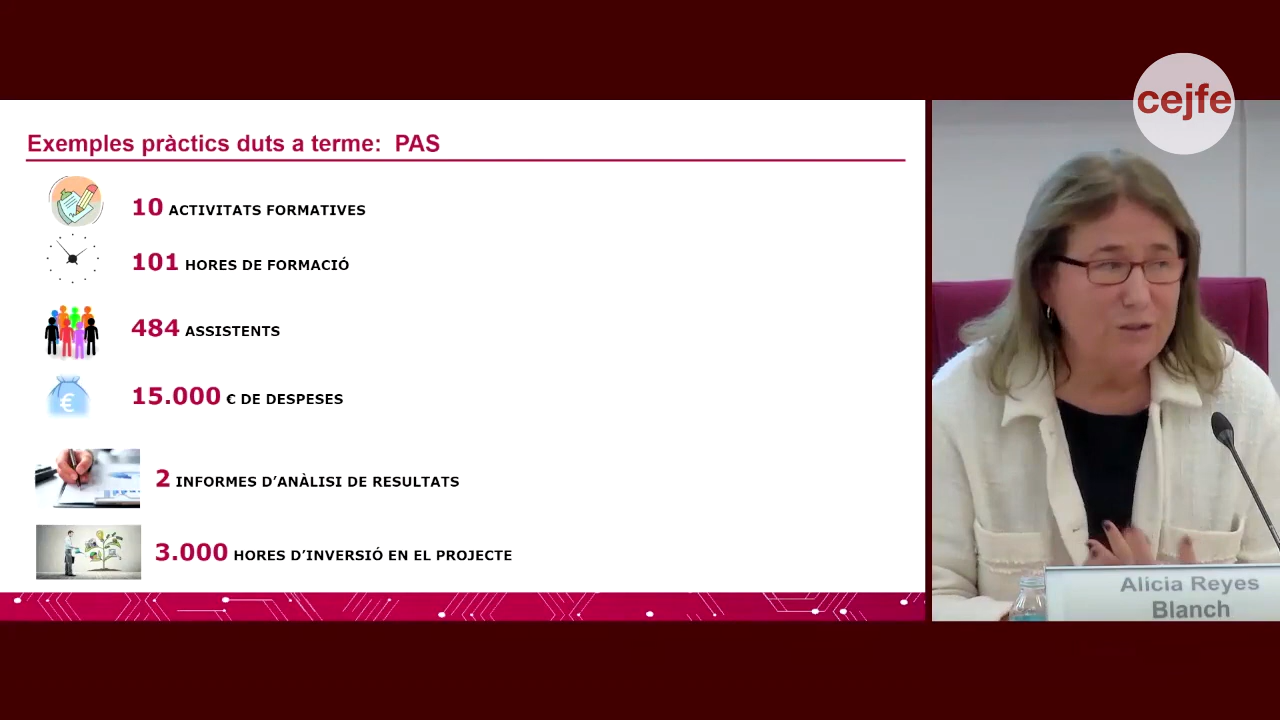 cejfe
Exemples pràctics duts a terme: PAS
10 ACTIVITATS FORMATIVES
101 HORES DE FORMACIÓ
484 ASSISTENTS
€
15.000 € DE DESPESES
2 INFORMES D'ANÀLISI DE RESULTATS
3.000 HORES D'INVERSIÓ EN EL PROJECTE
Alicia Reyes
Blanch